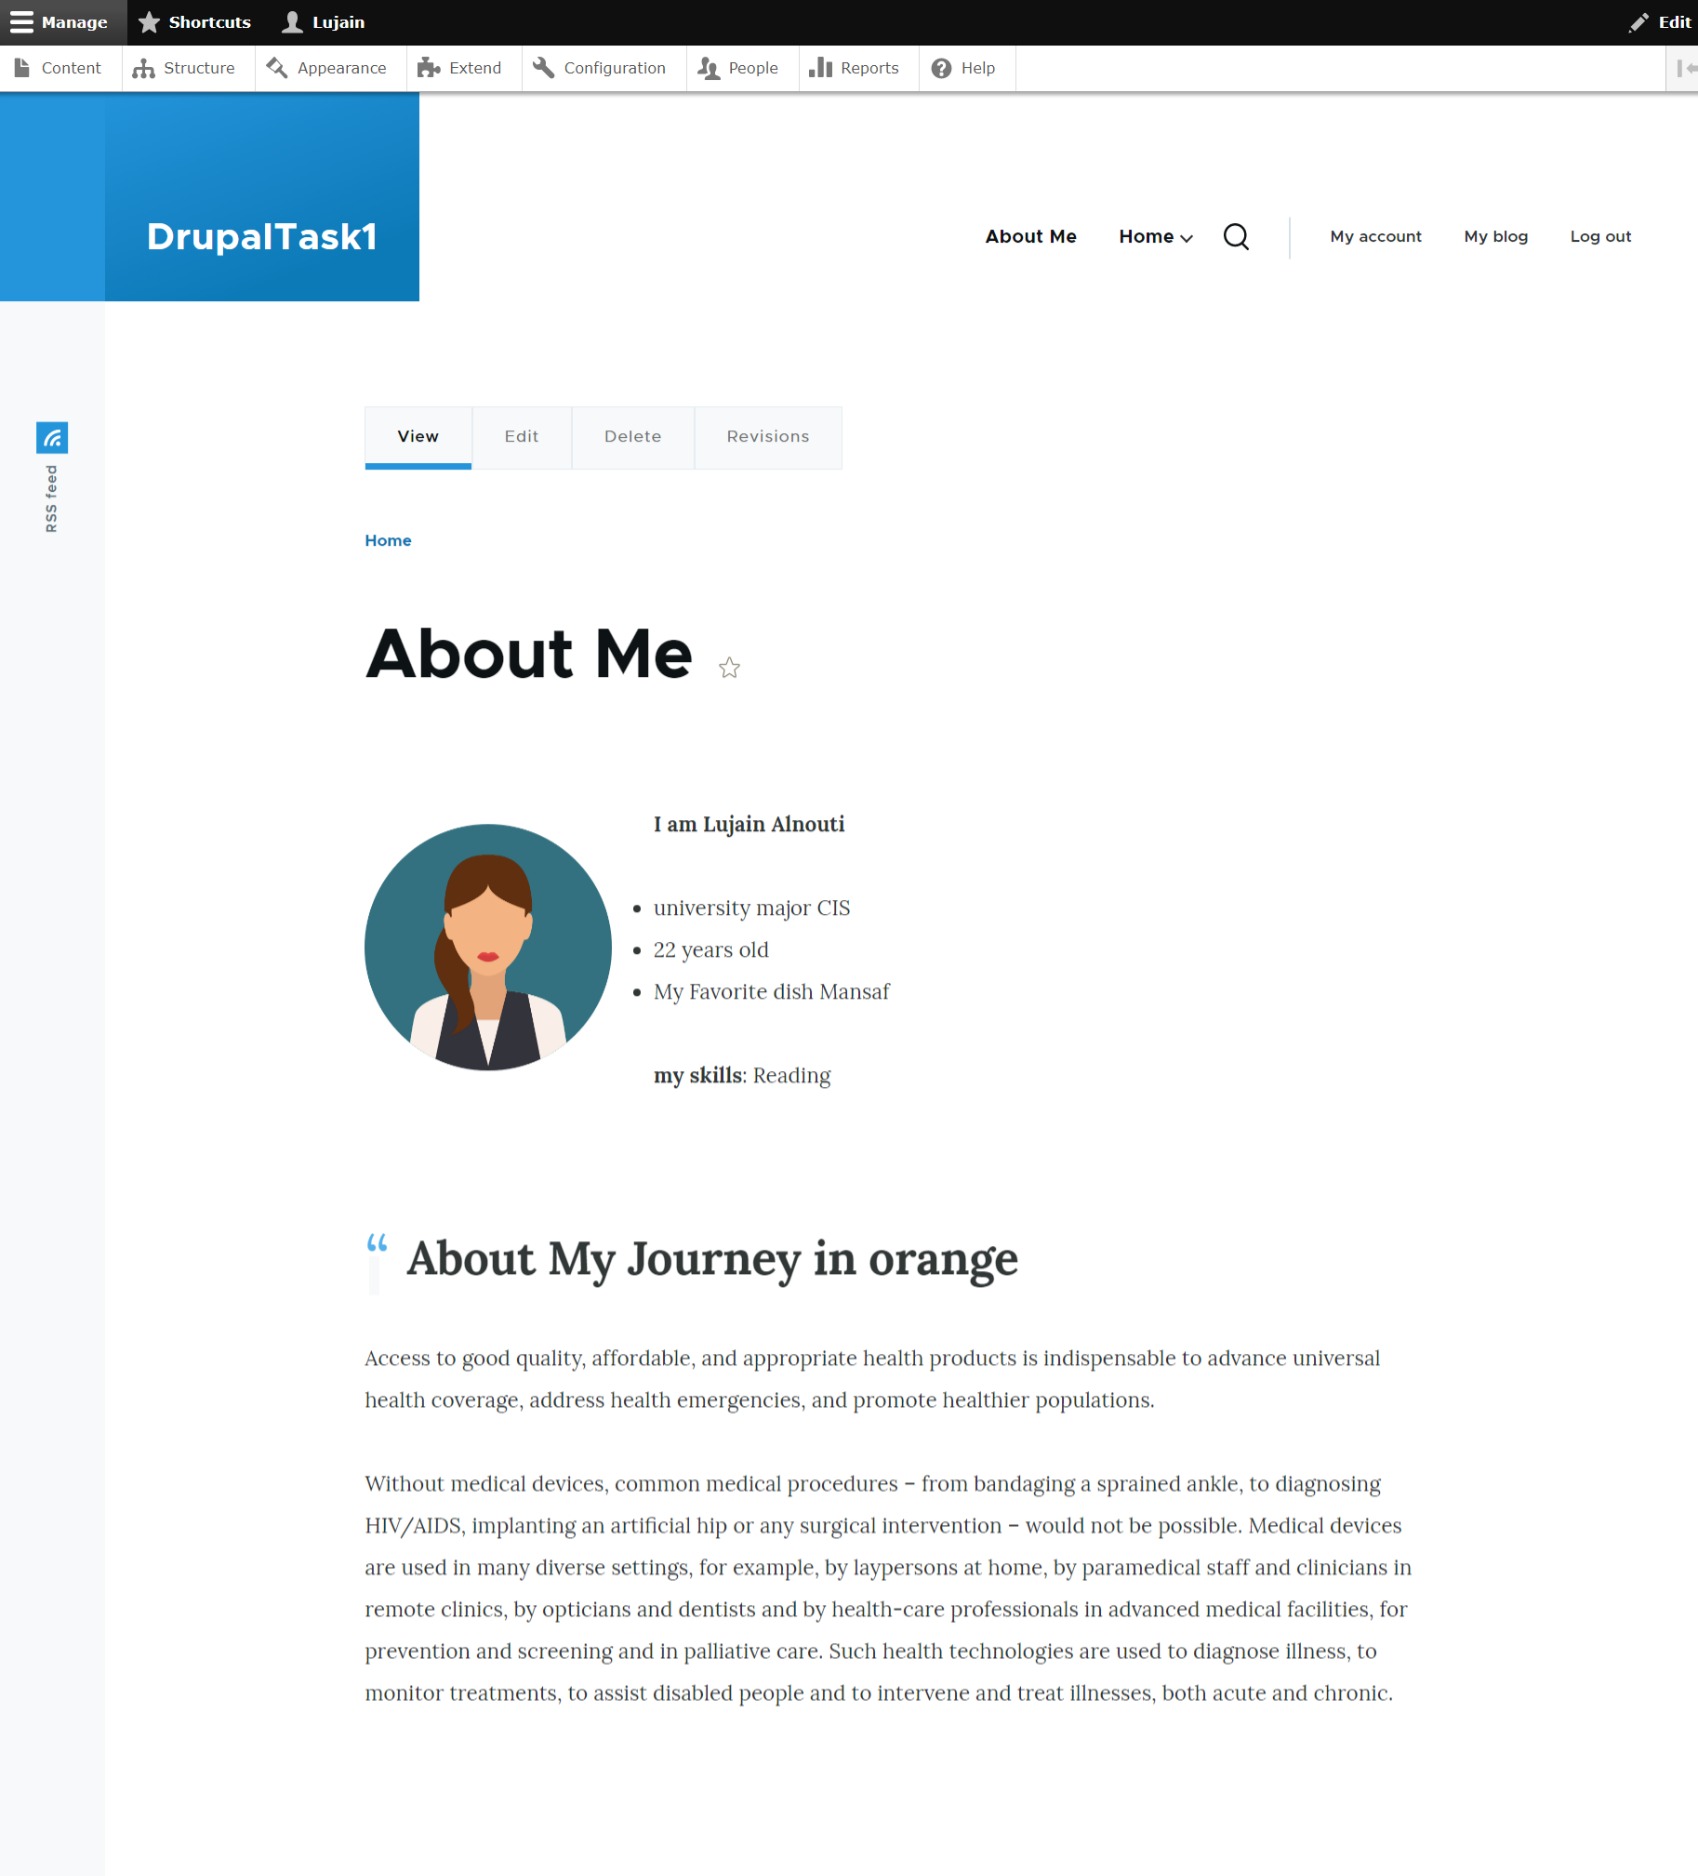 Manage Shortcuts Lujain Edit
Content Structure Appearance Extend Configuration People Reports Help
DrupalTask1
About Me Home My account My blog Log out
View Edit Delete Revisions
RSS feed
Home
About Me
I am Lujain Alnouti
university major CIS
22 years old
My Favorite dish Mansaf
my skills: Reading
“ About My Journey in orange
Access to good quality, affordable, and appropriate health products is indispensable to advance universal
health coverage, address health emergencies, and promote healthier populations.
Without medical devices, common medical procedures – from bandaging a sprained ankle, to diagnosing
HIV/AIDS, implanting an artificial hip or any surgical intervention – would not be possible. Medical devices
are used in many diverse settings, for example, by laypersons at home, by paramedical staff and clinicians in
remote clinics, by opticians and dentists and by health-care professionals in advanced medical facilities, for
prevention and screening and in palliative care. Such health technologies are used to diagnose illness, to
monitor treatments, to assist disabled people and to intervene and treat illnesses, both acute and chronic.